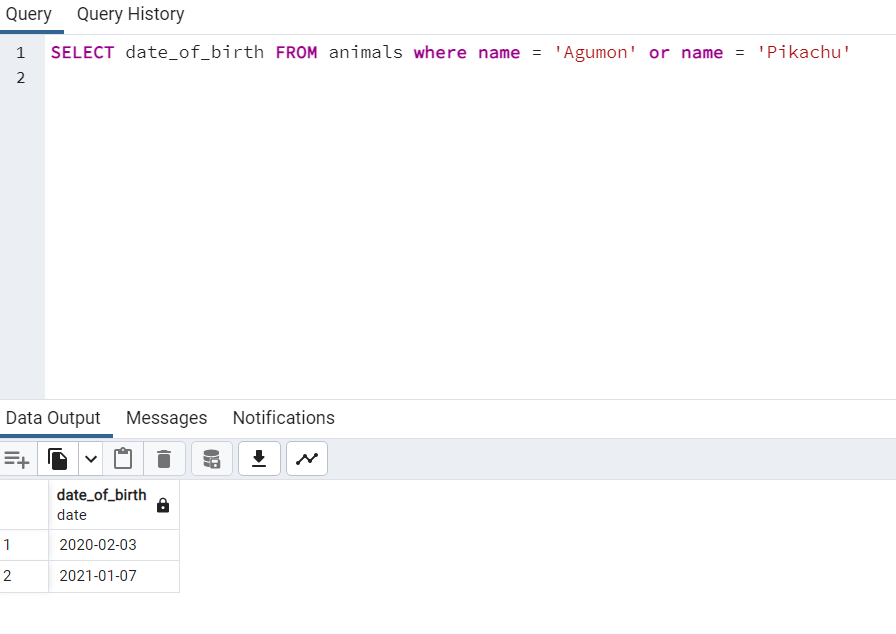 Query Query History
1 SELECT date_of_birth FROM animals where name = 'Agumon' or name = 'Pikachu'
2
Data Output Messages Notifications
date_of_birth
date
1 2020-02-03
2 2021-01-07